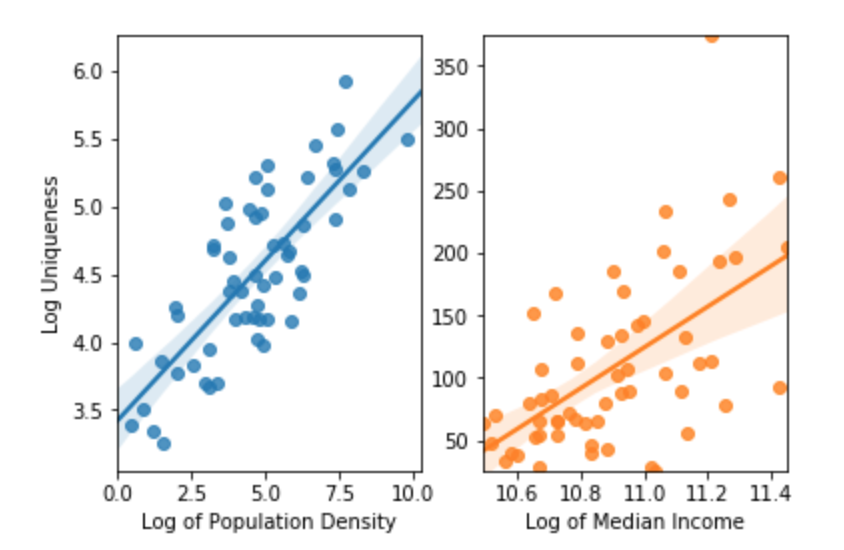 6.0
5.5
5.0
4.5
4.0
3.5
Log Uniqueness
0.0 2.5 5.0 7.5 10.0
Log of Population Density
350
300
250
200
150
100
50
10.6 10.8 11.0 11.2 11.4
Log of Median Income